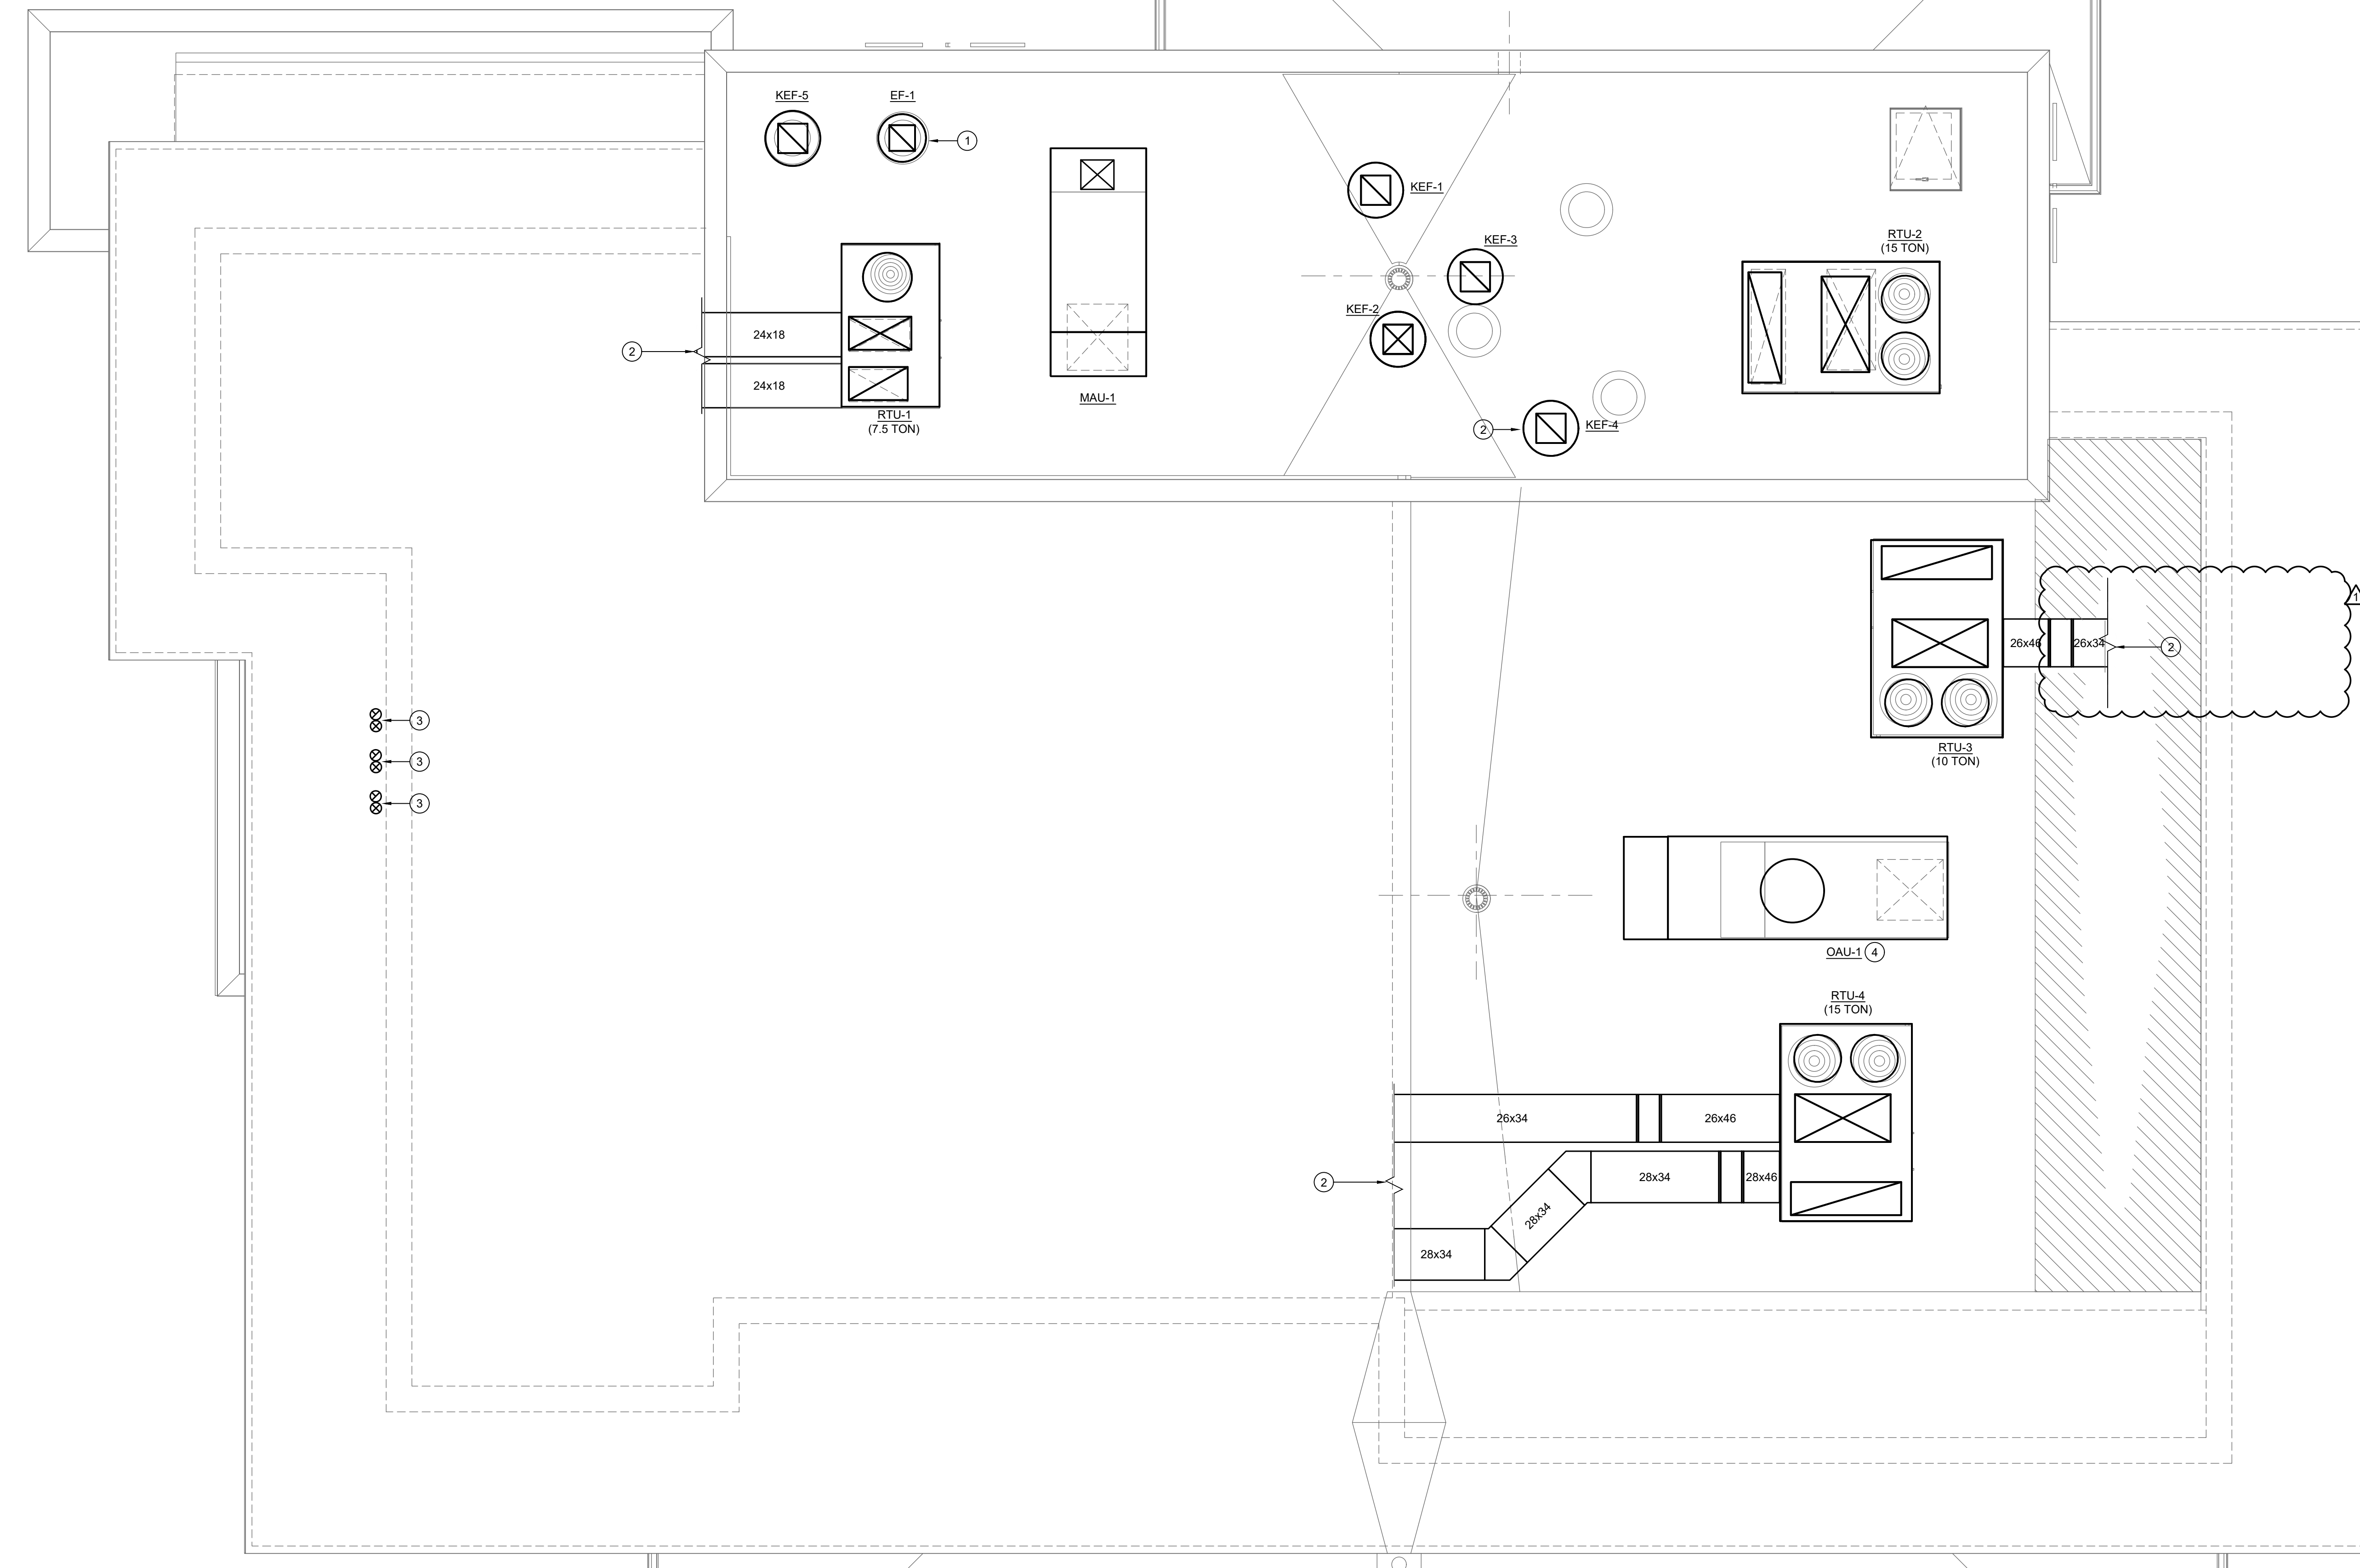 KEF-5
EF-1
1
KEF-1
KEF-3
KEF-2
RTU-2
(15 TON)
24x18
2
24x18
MAU-1
RTU-1
(7.5 TON)
2
KEF-4
1
26x46
26x34
2
3
RTU-3
(10 TON)
3
3
OAU-1
4
RTU-4
(15 TON)
26x34
26x46
2
28x34
28x46
28x34
28x34